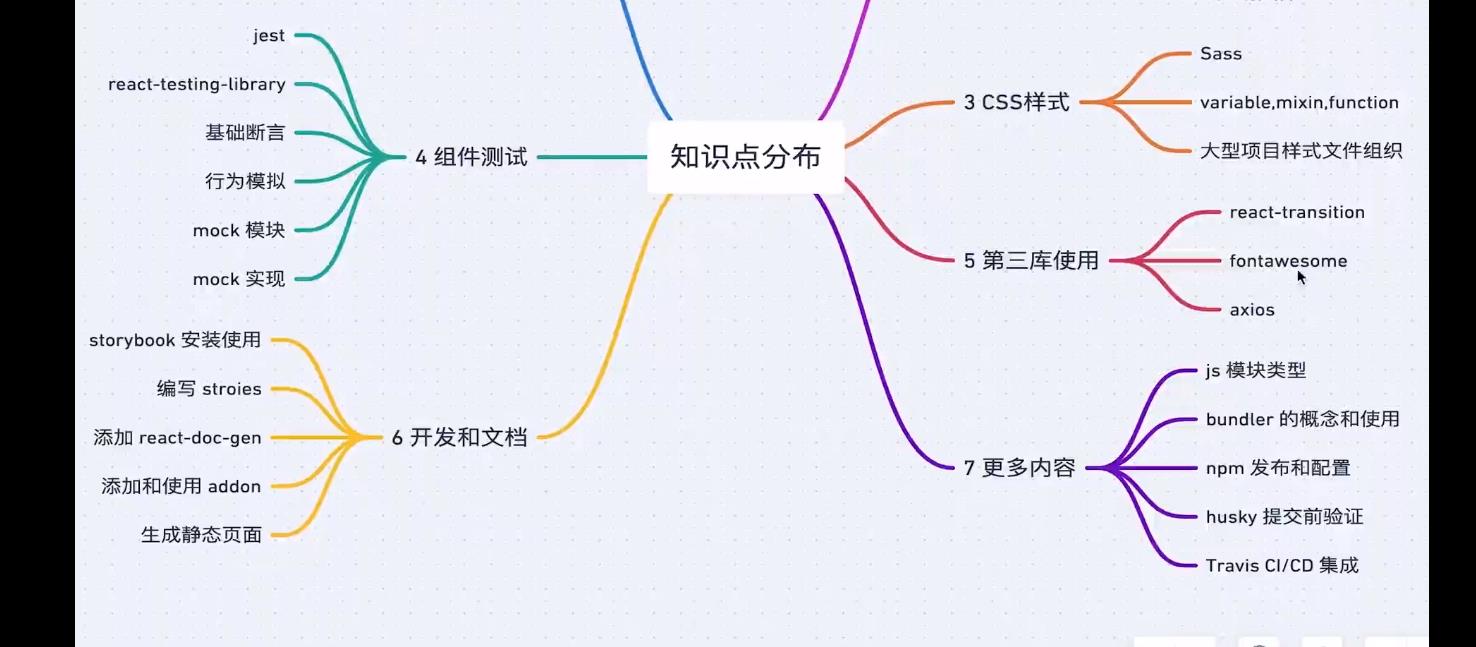 知识点分布
3 CSS样式
Sass
variable,mixin,function
大型项目样式文件组织
4 组件测试
jest
react-testing-library
基础断言
行为模拟
mock 模块
mock 实现
5 第三库使用
react-transition
fontawesome
axios
6 开发和文档
storybook 安装使用
编写 stroies
添加 react-doc-gen
添加和使用 addon
生成静态页面
7 更多内容
js 模块类型
bundler 的概念和使用
npm 发布和配置
husky 提交前验证
Travis CI/CD 集成